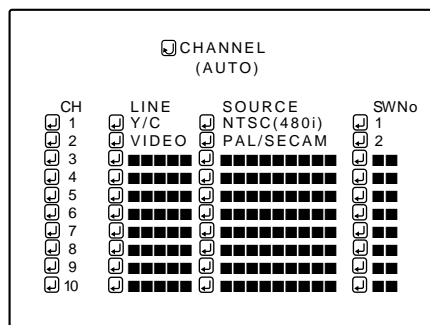 CHANNEL
(AUTO)
CH LINE SOURCE SWNo
1 Y/C NTSC(480i) 1
2 VIDEO PAL/SECAM 2
3
4
5
6
7
8
9
10